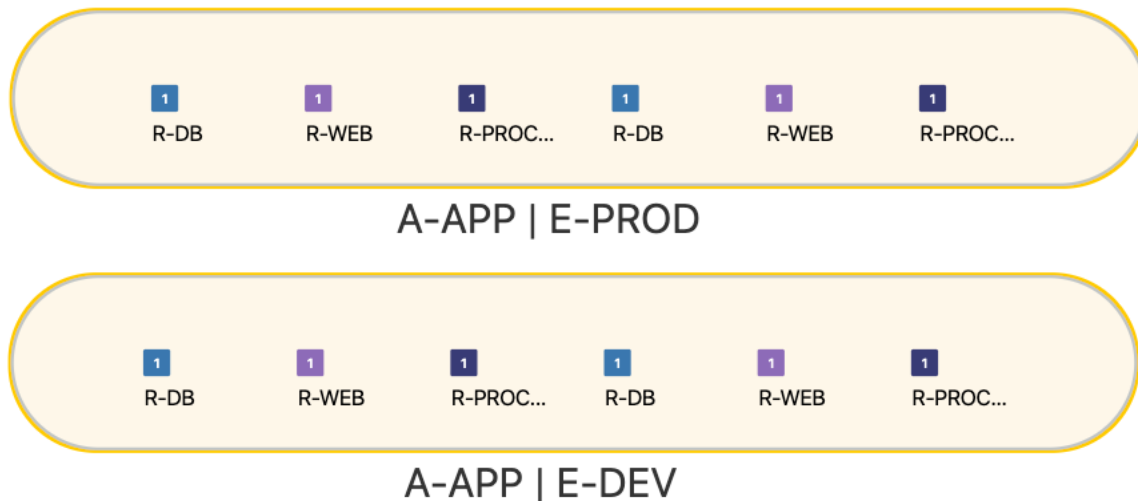 1 1 1 1 1 1
R-DB R-WEB R-PROC... R-DB R-WEB R-PROC...
A-APP | E-PROD
1 1 1 1 1 1
R-DB R-WEB R-PROC... R-DB R-WEB R-PROC...
A-APP | E-DEV